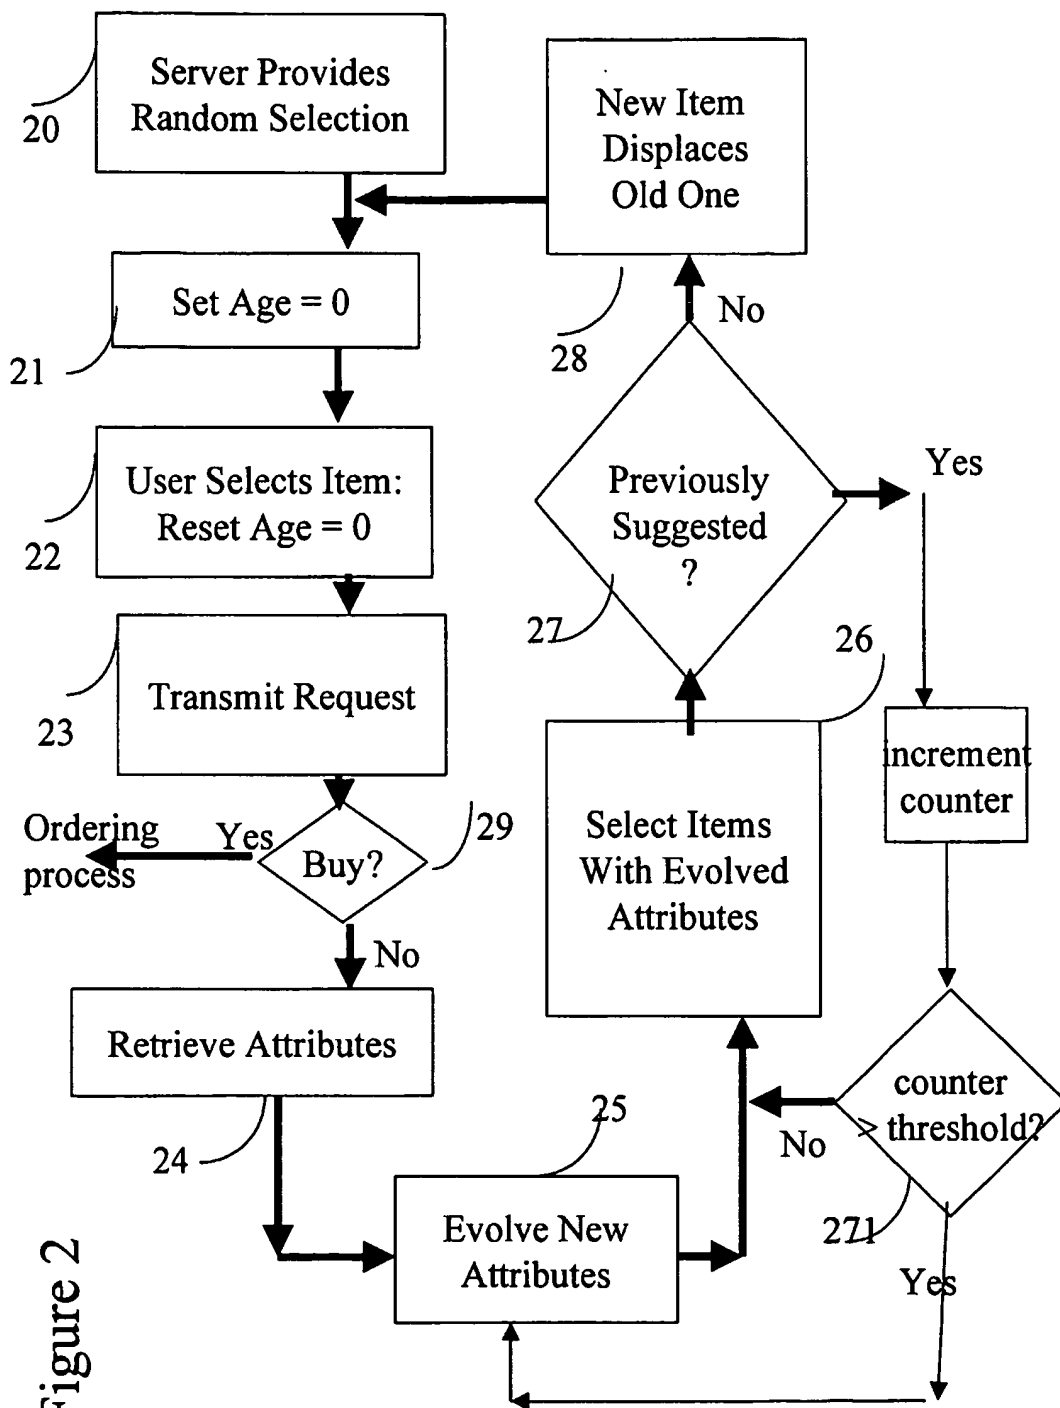 Server Provides
Random Selection
20
New Item
Displaces
Old One
28
Set Age = 0
21
No
User Selects Item:
Reset Age = 0
22
Previously
Suggested
?
27
Yes
Transmit Request
23
26
increment
counter
Ordering
process
Yes
Buy?
29
No
Select Items
With Evolved
Attributes
Retrieve Attributes
24
counter
> threshold?
No
271
Yes
25
Evolve New
Attributes
Figure 2